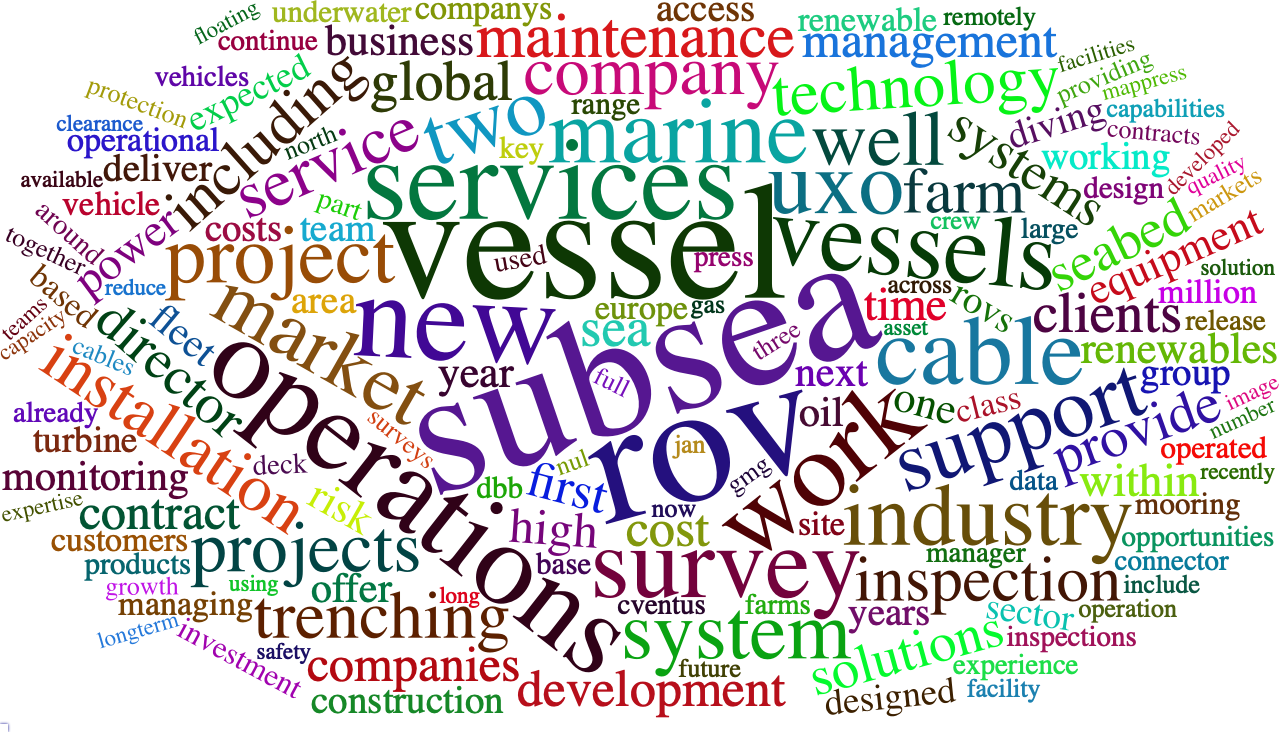 floating
underwater
companys
access
renewable
remotely
continue
business
maintenance
management
vehicles
expected
including
global
company
technology
facilities
providing
mappress
protection
range
capabilities
clearance
operational
north
service
two
key
marine
well
systems
diving
contracts
working
developed
deliver
available
services
uxo
farm
design
quality
markets
vehicle
part
around
power
costs
team
vessel
vessels
crew
large
seabed
equipment
together
project
used
press
across
solution
based
reduce
area
new
europe
gas
subsea
time
rovs
clients
million
teams
capacity
fleet
market
sea
three
asset
release
director
cables
cable
renewables
installation
operations
year
full
next
group
already
surveys
rov
oil
work
one
class
support
provide
image
number
turbine
deck
nul
jan
gmg
operated
monitoring
dbb
first
data
within
recently
expertise
risk
now
mooring
contract
high
cost
site
industry
customers
projects
manager
opportunities
products
base
survey
inspection
connector
growth
using
offer
long
include
managing
trenching
cventus
farms
years
sector
operation
longterm
investment
system
solutions
inspections
safety
companies
future
experience
construction
development
designed
facility